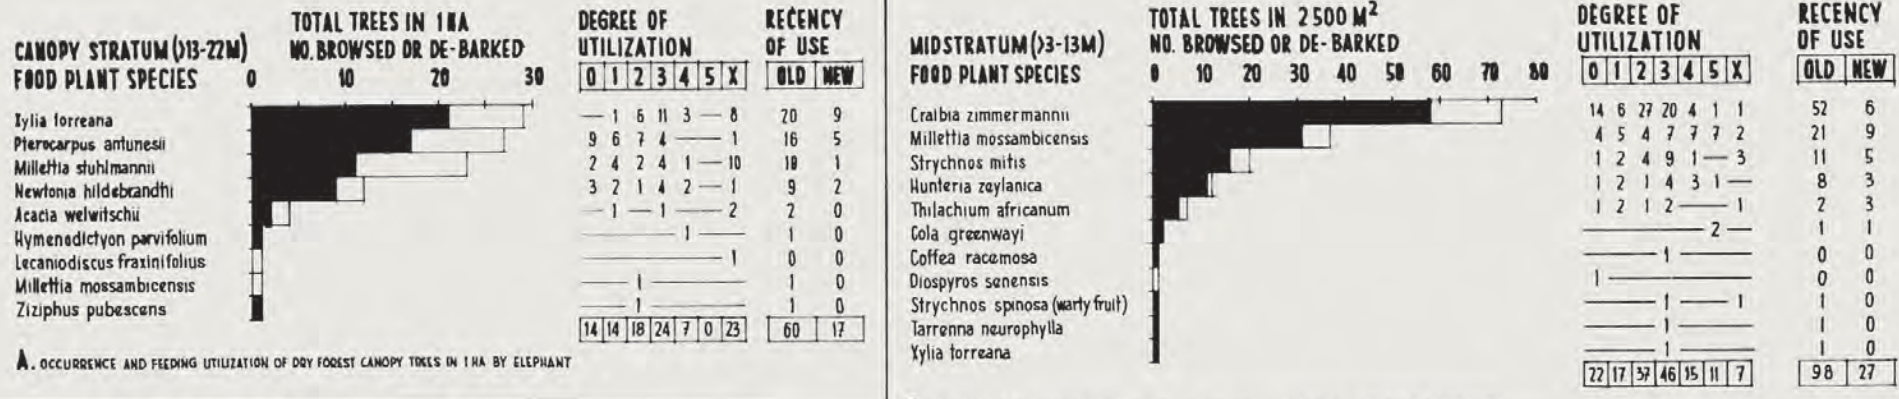 CANOPY STRATUM (>13-22M)
FOOD PLANT SPECIES
TOTAL TREES IN 1 HA
NO. BROWSED OR DE-BARKED
0 10 20 30
DEGREE OF
UTILIZATION
0 1 2 3 4 5 X
RECENCY
OF USE
OLD NEW
Xylia torreana — 1 6 11 3 — 8 20 9
Pterocarpus antunesii 9 6 7 4 — 1 16 5
Millettia stuhlmannii 2 4 2 4 1 — 10 10 1
Newtonia hildebrandtii 3 2 1 4 2 — 1 9 2
Acacia welwitschii — 1 — 1 — 2 2 0
Hymenodictyon parvifolium — 1 — 1 0
Lecaniodiscus fraxinifolius — 1 0 0
Millettia mossambicensis — 1 — 1 0
Ziziphus pubescens — 1 — 1 0
14 14 18 24 7 0 23 60 17
A. OCCURRENCE AND FEEDING UTILIZATION OF DRY FOREST CANOPY TREES IN 1 HA BY ELEPHANT
MIDSTRATUM (>3-13M)
FOOD PLANT SPECIES
TOTAL TREES IN 2500 M²
NO. BROWSED OR DE-BARKED
0 10 20 30 40 50 60 70 80
DEGREE OF
UTILIZATION
0 1 2 3 4 5 X
RECENCY
OF USE
OLD NEW
Craibia zimmermannii 14 6 27 20 4 1 1 52 6
Millettia mossambicensis 4 5 4 7 7 7 2 21 9
Strychnos mitis 1 2 4 9 1 — 3 11 5
Hunteria zeylanica 1 2 1 4 3 1 — 8 3
Thilachium africanum 1 2 1 2 — 1 2 3
Cola greenwayi — 2 — 1 1
Coffea racemosa — 1 — 0 0
Diospyros senensis 1 — 0 0
Strychnos spinosa (warty fruit) — 1 — 1 1 0
Tarrenna neurophylla — 1 — 1 0
Xylia torreana — 1 — 1 0
22 17 37 46 15 11 7 98 27